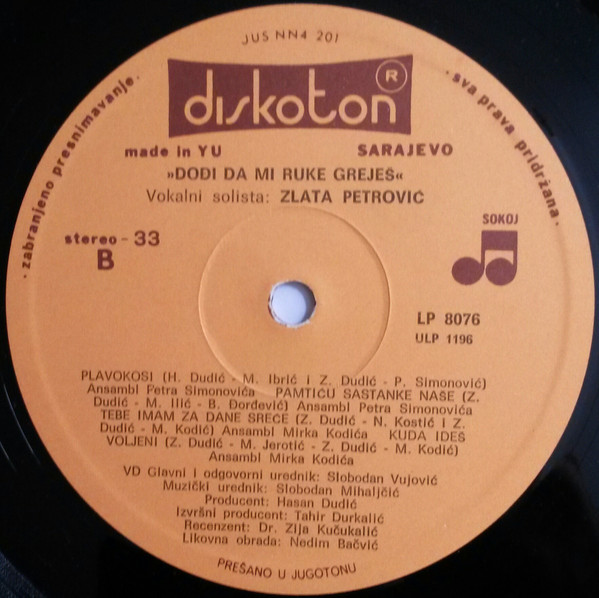 JUS NN4 201
diskoton ®
made in YU SARAJEVO
»DOĐI DA MI RUKE GREJEŠ«
Vokalni solista: ZLATA PETROVIĆ
· zabranjeno presnimavanje ·
· sva prava pridržana ·
stereo - 33
B
SOKOJ
LP 8076
ULP 1196
PLAVOKOSI (H. Dudić - M. Ibrić i Z. Dudić - P. Simonović)
Ansambl Petra Simonovića PAMTIĆU SASTANKE NAŠE (Z.
Dudić - M. Ilić - B. Đorđević) Ansambl Petra Simonovića
TEBE IMAM ZA DANE SREĆE (Z. Dudić - N. Kostić i Z.
Dudić - M. Kodić) Ansambl Mirka Kodića KUDA IDEŠ
VOLJENI (Z. Dudić - M. Jerotić - Z. Dudić - M. Kodić)
Ansambl Mirka Kodića
VD Glavni i odgovorni urednik: Slobodan Vujović
Muzički urednik: Slobodan Mihaljčić
Producent: Hasan Dudić
Izvršni producent: Tahir Durkalić
Recenzent: Dr. Zija Kučukalić
Likovna obrada: Nedim Bačvić
PREŠANO U JUGOTONU